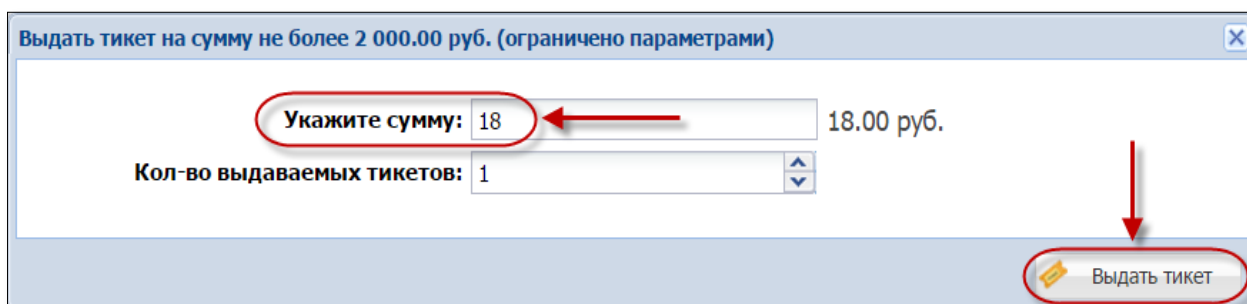 Выдать тикет на сумму не более 2 000.00 руб. (ограничено параметрами)
Укажите сумму: 18 18.00 руб.
Кол-во выдаваемых тикетов: 1
Выдать тикет